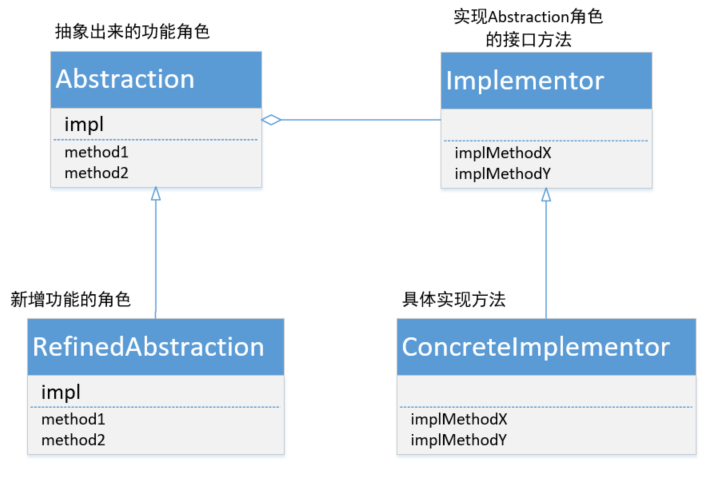 抽象出来的功能角色
Abstraction
impl
method1
method2
实现Abstraction角色
的接口方法
Implementor
implMethodX
implMethodY
新增功能的角色
RefinedAbstraction
impl
method1
method2
具体实现方法
ConcreteImplementor
implMethodX
implMethodY